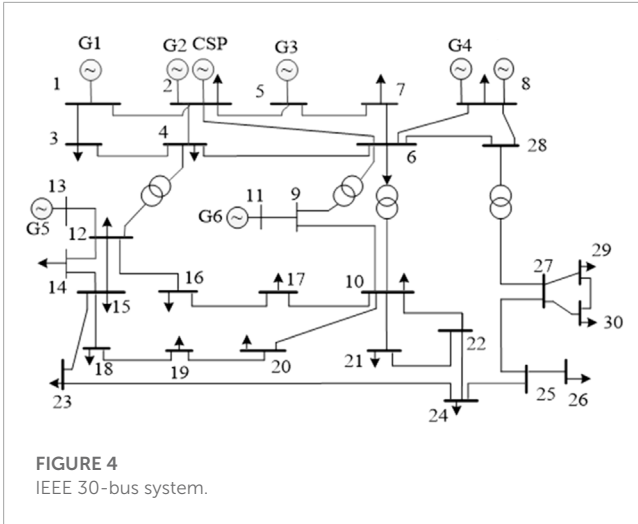 G1 G2 CSP G3 G4
1 2 5 7 8
3 4 6 28
13 11 9
G5 12 G6 29
14 15 16 17 10 27
30
18 19 20 21 22
23 24 25 26
FIGURE 4
IEEE 30-bus system.